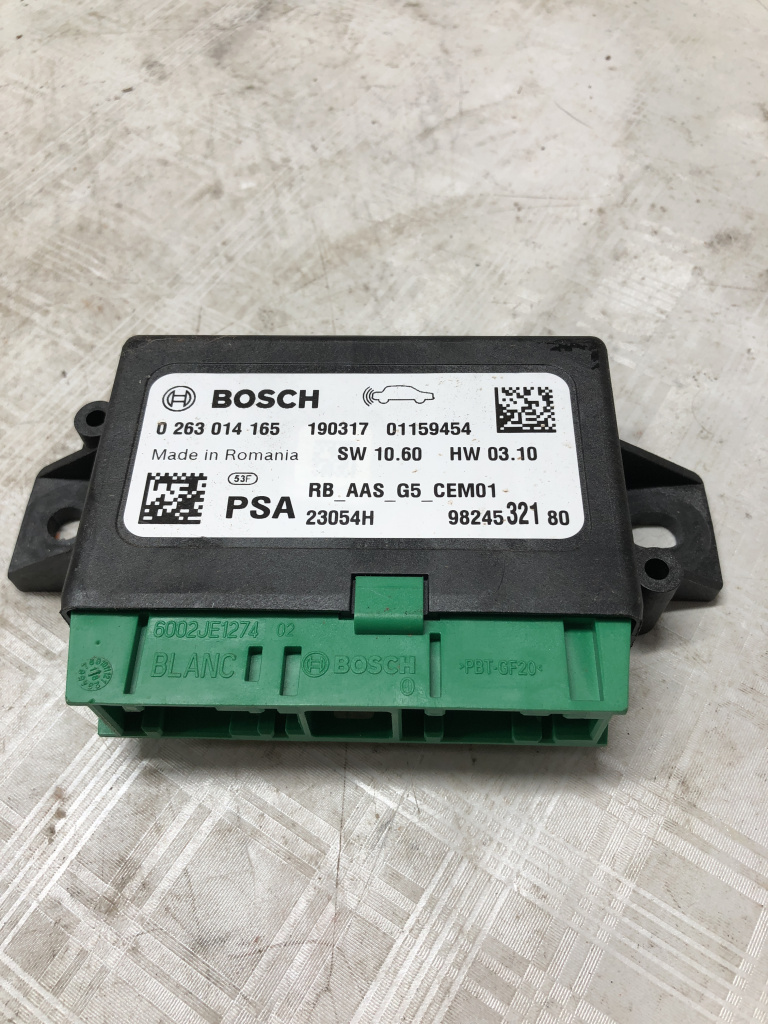 BOSCH
0 263 014 165 190317 01159454
Made in Romania SW 10.60 HW 03.10
53F
PSA RB_AAS_G5_CEM01
23054H 98245 321 80
6002JE1274 02
BLANC BOSCH >PBT-GF20<